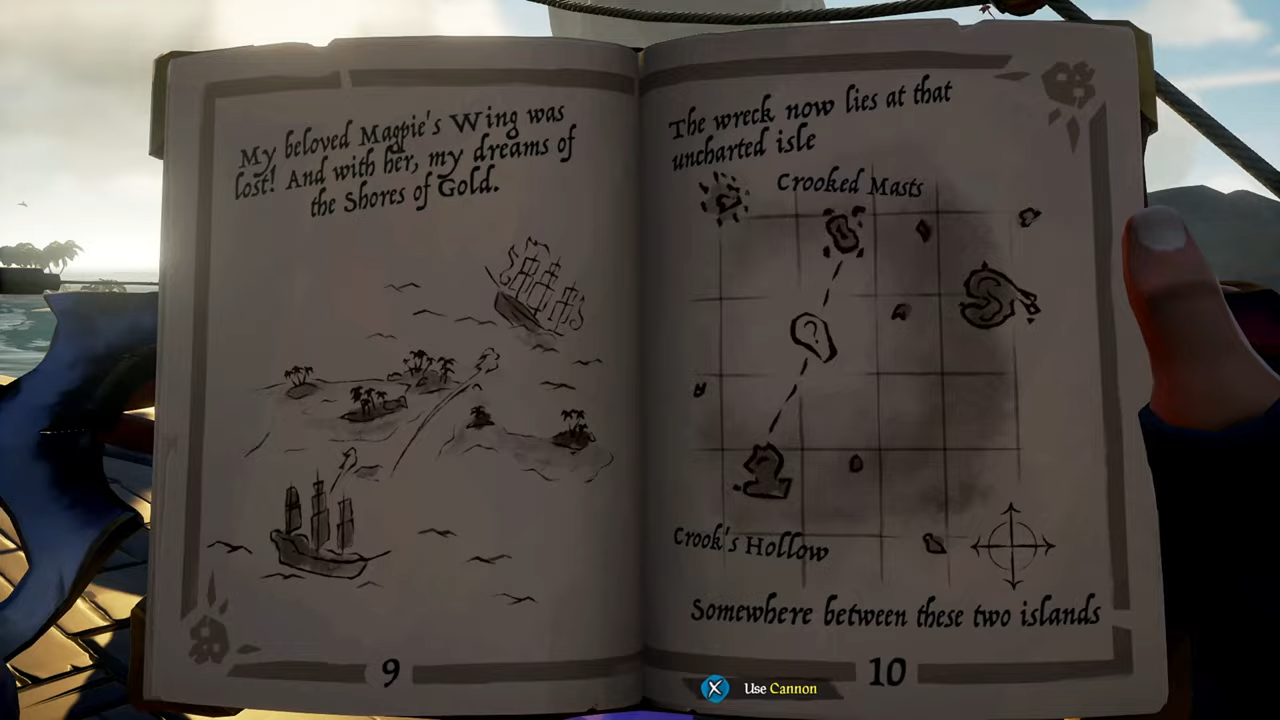 My beloved Magpie's Wing was
lost! And with her, my dreams of
the Shores of Gold.
9
The wreck now lies at that
uncharted isle
Crooked Masts
?
Crook's Hollow
Somewhere between these two islands
10
X Use Cannon